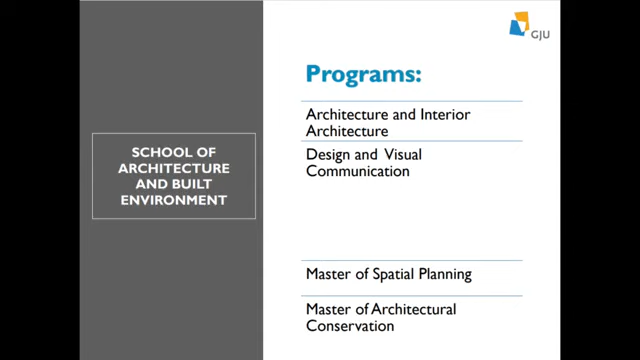 GJU
Programs:
SCHOOL OF
ARCHITECTURE
AND BUILT
ENVIRONMENT
Architecture and Interior
Architecture
Design and Visual
Communication
Master of Spatial Planning
Master of Architectural
Conservation